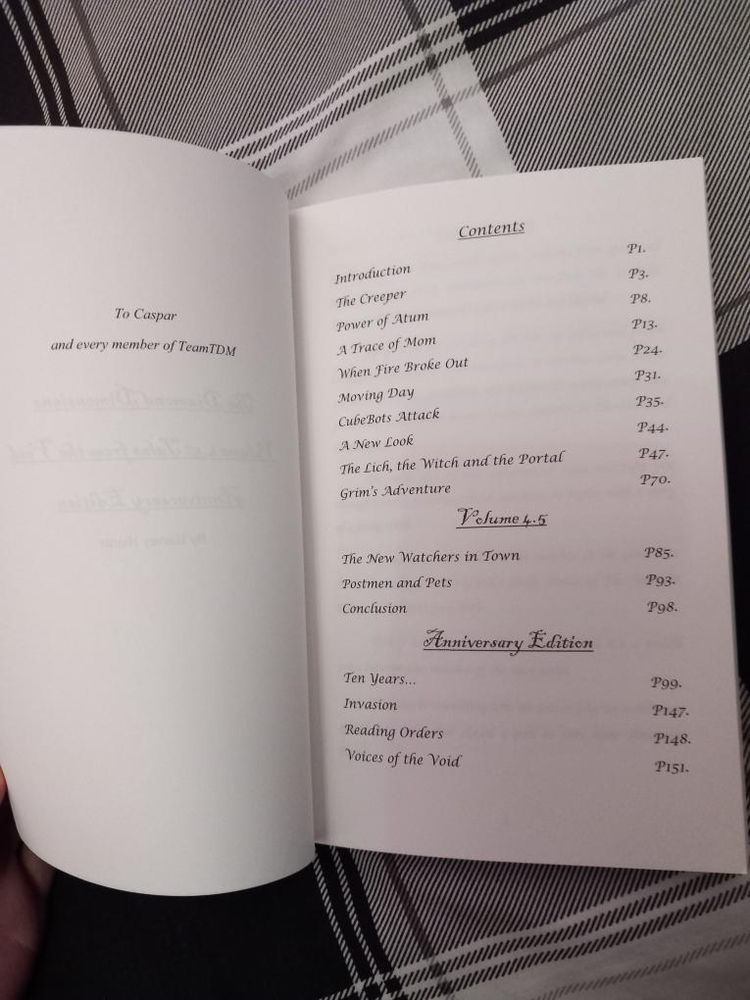 To Caspar
and every member of TeamTDM
Contents
Introduction P1.
The Creeper P3.
Power of Atum P8.
A Trace of Mom P13.
When Fire Broke Out P24.
Moving Day P31.
CubeBots Attack P35.
A New Look P44.
The Lich, the Witch and the Portal P47.
Grim's Adventure P70.
Volume 4.5
The New Watchers in Town P85.
Postmen and Pets P93.
Conclusion P98.
Anniversary Edition
Ten Years... P99.
Invasion P147.
Reading Orders P148.
Voices of the Void P151.